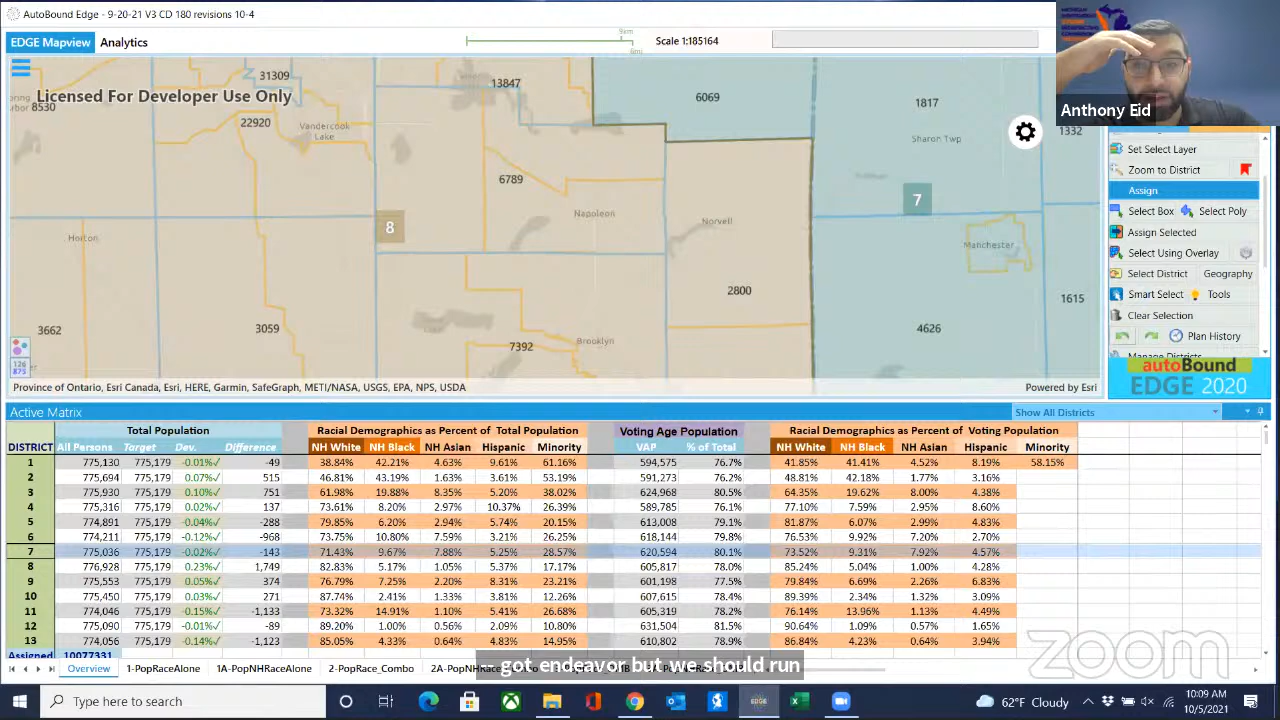 AutoBound Edge - 9-20-21 V3 CD 180 revisions 10-4
EDGE Mapview Analytics
9km
6mi
Scale 1:185164
Licensed For Developer Use Only
31309
8530
22920
Vandercook
Lake
13847
6069
1817
Sharon Twp
1332
6789
Napoleon
Norvell
7
8
Horton
Manchester
2800
1615
3662
3059
4626
7392
Brooklyn
Province of Ontario, Esri Canada, Esri, HERE, Garmin, SafeGraph, METI/NASA, USGS, EPA, NPS, USDA
Powered by Esri
Anthony Eid
Set Select Layer
Zoom to District
Assign
Select Box Select Poly
Assign Selected
Select Using Overlay
Select District Geography
Smart Select Tools
Clear Selection
Plan History
Manage Districts
autoBound
EDGE 2020
Active Matrix
Show All Districts
Total Population Racial Demographics as Percent of Total Population Voting Age Population Racial Demographics as Percent of Voting Population
DISTRICT All Persons Target Dev. Difference NH White NH Black NH Asian Hispanic Minority VAP % of Total NH White NH Black NH Asian Hispanic Minority
1 775,130 775,179 -0.01%✓ -49 38.84% 42.21% 4.63% 9.61% 61.16% 594,575 76.7% 41.85% 41.41% 4.52% 8.19% 58.15%
2 775,694 775,179 0.07%✓ 515 46.81% 43.19% 1.63% 3.61% 53.19% 591,273 76.2% 48.81% 42.18% 1.77% 3.16%
3 775,930 775,179 0.10%✓ 751 61.98% 19.88% 8.35% 5.20% 38.02% 624,968 80.5% 64.35% 19.62% 8.00% 4.38%
4 775,316 775,179 0.02%✓ 137 73.61% 8.20% 2.97% 10.37% 26.39% 589,785 76.1% 77.10% 7.59% 2.95% 8.60%
5 774,891 775,179 -0.04%✓ -288 79.85% 6.20% 2.94% 5.74% 20.15% 613,008 79.1% 81.87% 6.07% 2.99% 4.83%
6 774,211 775,179 -0.12%✓ -968 73.75% 10.80% 7.59% 3.21% 26.25% 618,144 79.8% 76.53% 9.92% 7.20% 2.70%
7 775,036 775,179 -0.02%✓ -143 71.43% 9.67% 7.88% 5.25% 28.57% 620,594 80.1% 73.52% 9.31% 7.92% 4.57%
8 776,928 775,179 0.23%✓ 1,749 82.83% 5.17% 1.05% 5.37% 17.17% 605,817 78.0% 85.24% 5.04% 1.00% 4.28%
9 775,553 775,179 0.05%✓ 374 76.79% 7.25% 2.20% 8.31% 23.21% 601,198 77.5% 79.84% 6.69% 2.26% 6.83%
10 775,450 775,179 0.03%✓ 271 87.74% 2.41% 1.33% 3.81% 12.26% 607,615 78.4% 89.39% 2.34% 1.32% 3.09%
11 774,046 775,179 -0.15%✓ -1,133 73.32% 14.91% 1.10% 5.41% 26.68% 605,319 78.2% 76.14% 13.96% 1.13% 4.49%
12 775,090 775,179 -0.01%✓ -89 89.20% 1.00% 0.56% 2.09% 10.80% 631,504 81.5% 90.64% 1.09% 0.57% 1.65%
13 774,056 775,179 -0.14%✓ -1,123 85.05% 4.33% 0.64% 4.83% 14.95% 610,802 78.9% 86.84% 4.23% 0.64% 3.94%
Assigned 10077331
Overview 1-PopRaceAlone 1A-PopNHRaceAlone 2-PopRace_Combo
-- got endeavor but we should run
zoom
Type here to search
62°F Cloudy
10:09 AM
10/5/2021